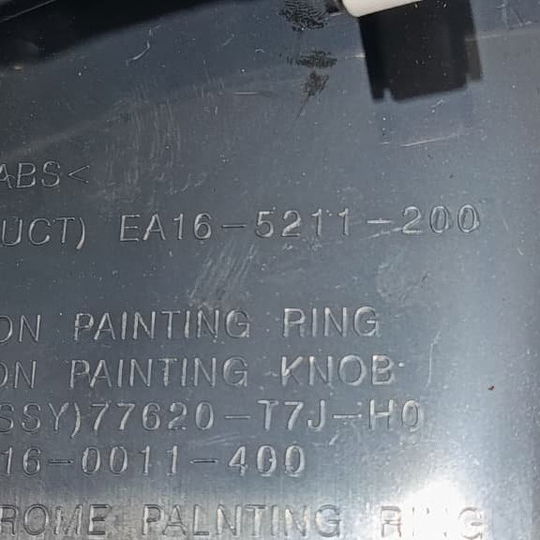 ABS<
UCT) EA16-5211-200
ON PAINTING RING
ON PAINTING KNOB
SSY)77620-T7J-H0
16-0011-400
ROME PALNTING RING